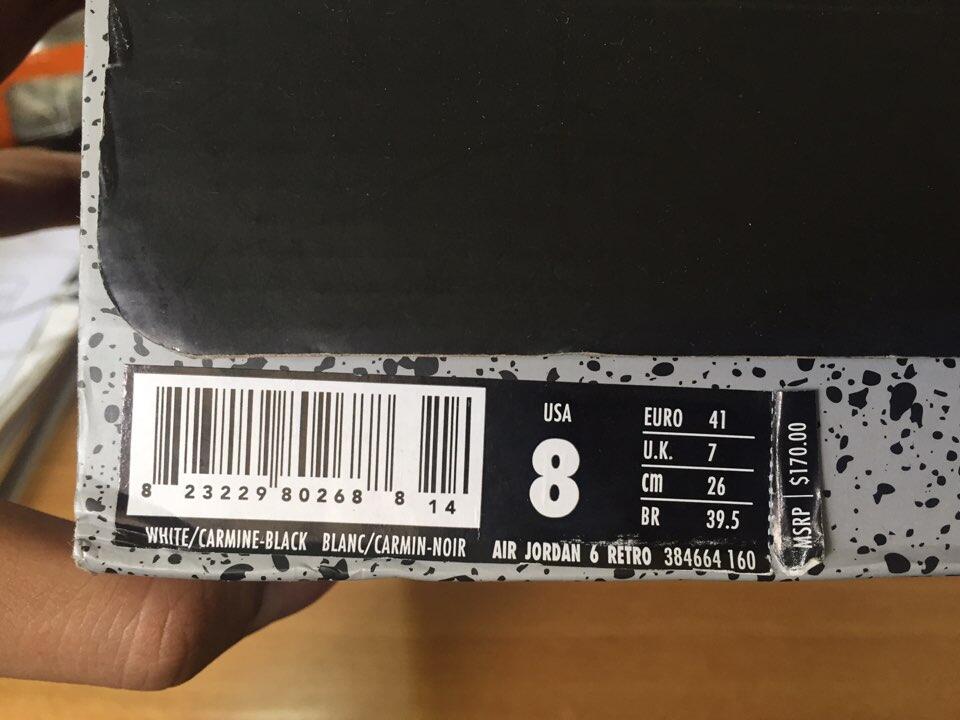 8 23229 80268 8 14
WHITE/CARMINE-BLACK BLANC/CARMIN-NOIR
USA
8
EURO 41
U.K. 7
cm 26
BR 39.5
AIR JORDAN 6 RETRO 384664 160
MSRP | $170.00